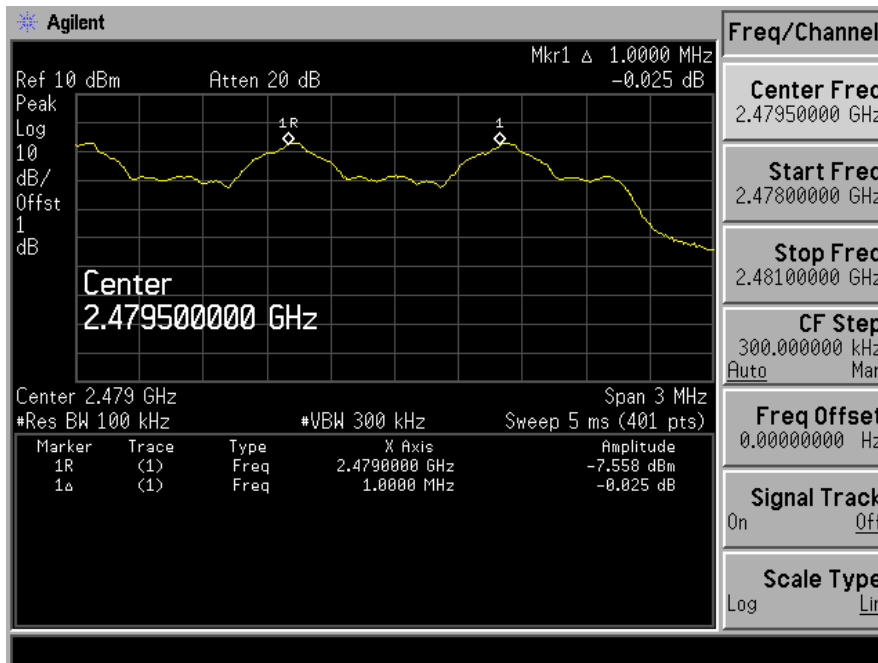 Agilent
Freq/Channel
Mkr1 Δ 1.0000 MHz
Ref 10 dBm Atten 20 dB -0.025 dB
Peak
Log
10
dB/
Offst
1
dB
1R
1
Center
2.479500000 GHz
Center 2.479 GHz Span 3 MHz
#Res BW 100 kHz #VBW 300 kHz Sweep 5 ms (401 pts)
Marker Trace Type X Axis Amplitude
1R (1) Freq 2.4790000 GHz -7.558 dBm
1Δ (1) Freq 1.0000 MHz -0.025 dB
Center Freq
2.47950000 GHz
Start Freq
2.47800000 GHz
Stop Freq
2.48100000 GHz
CF Step
300.000000 kHz
Auto Man
Freq Offset
0.00000000 Hz
Signal Track
On Off
Scale Type
Log Lin